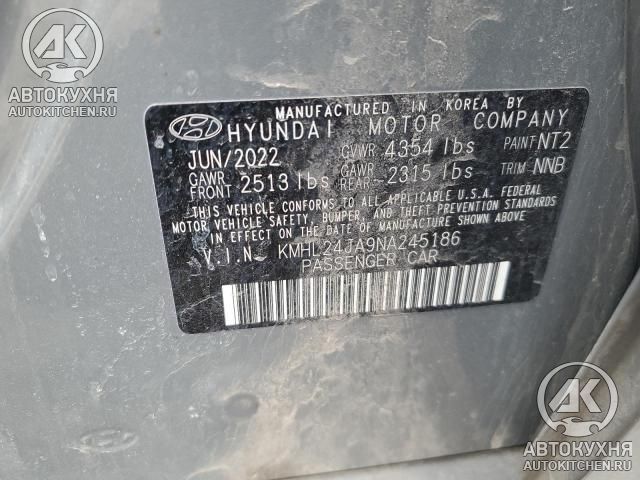 АК
АВТОКУХНЯ
AUTOKITCHEN.RU
MANUFACTURED IN KOREA BY
HYUNDAI MOTOR COMPANY
JUN/2022 GVWR 4354 lbs PAINT NT2
GAWR FRONT 2513 lbs GAWR REAR 2315 lbs TRIM NNB
THIS VEHICLE CONFORMS TO ALL APPLICABLE U.S.A. FEDERAL
MOTOR VEHICLE SAFETY, BUMPER, AND THEFT PREVENTION STANDARDS
IN EFFECT ON THE DATE OF MANUFACTURE SHOWN ABOVE
V.I.N. KMHL24JA9NA245186
PASSENGER CAR
АК
АВТОКУХНЯ
AUTOKITCHEN.RU